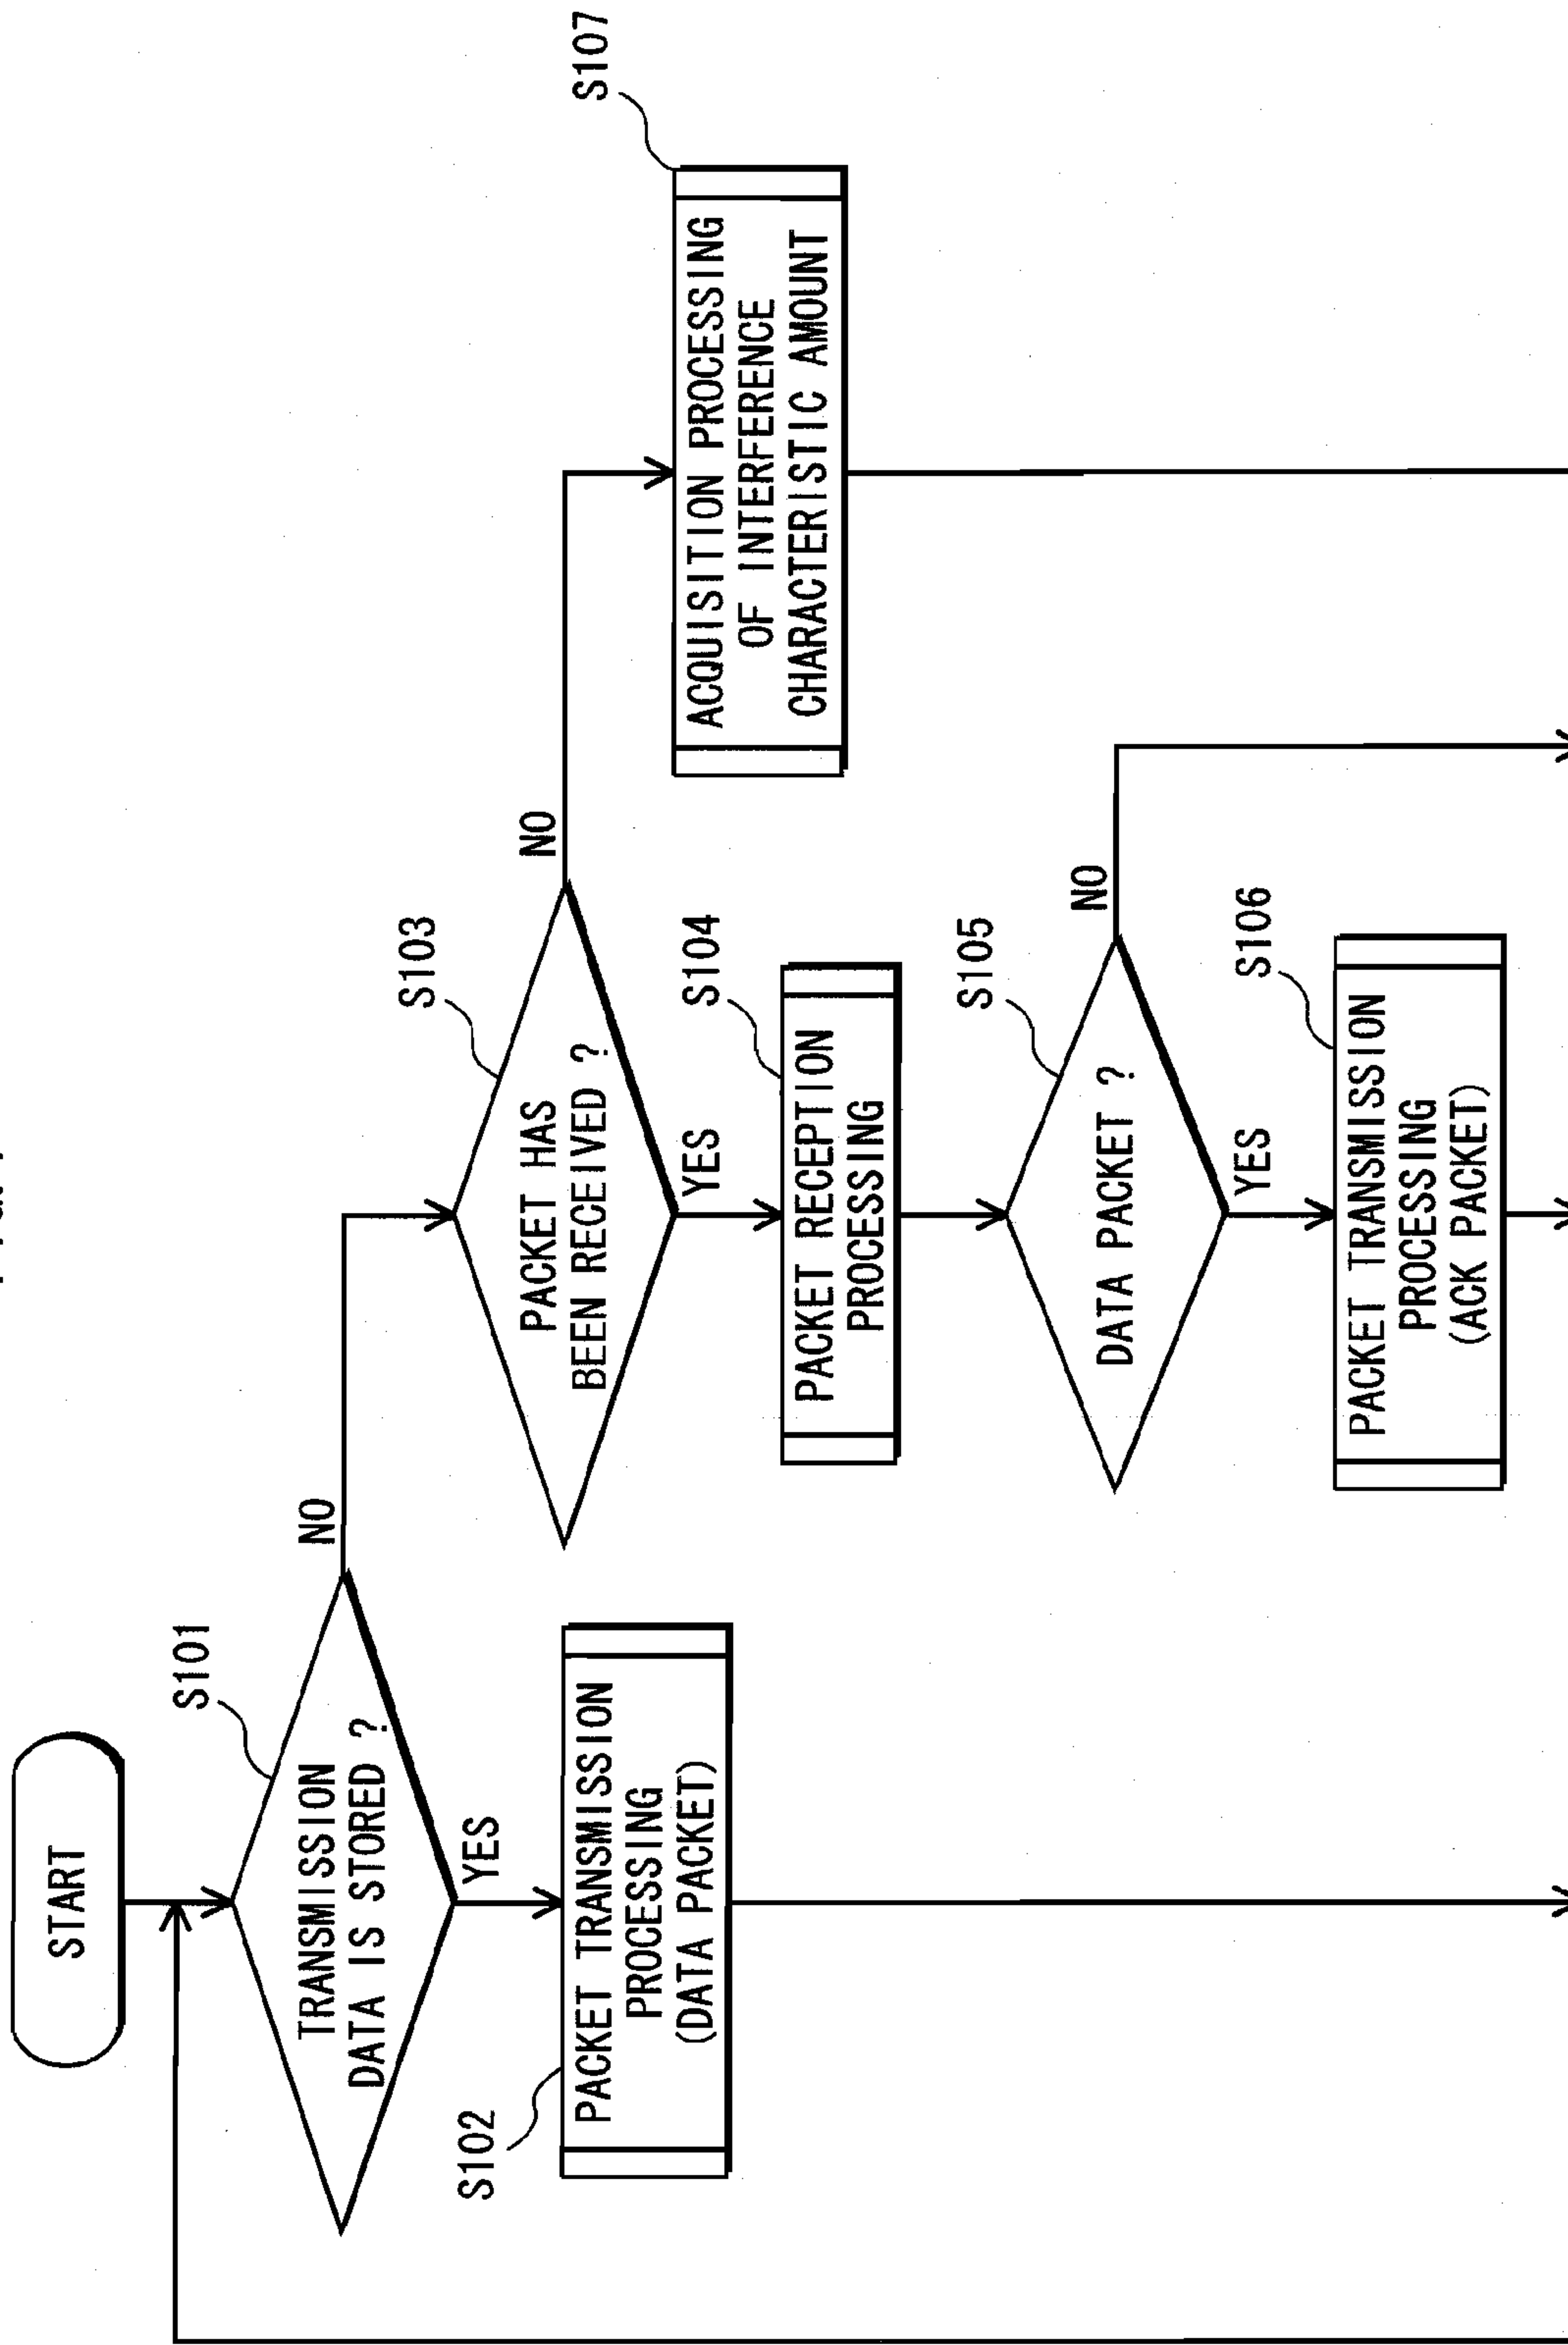 START
S101
TRANSMISSION
DATA IS STORED ?
NO
YES
S102
PACKET TRANSMISSION
PROCESSING
(DATA PACKET)
S103
PACKET HAS
BEEN RECEIVED ?
NO
YES
S104
PACKET RECEPTION
PROCESSING
S105
DATA PACKET ?
NO
YES
S106
PACKET TRANSMISSION
PROCESSING
(ACK PACKET)
S107
ACQUISITION PROCESSING
OF INTERFERENCE
CHARACTERISTIC AMOUNT